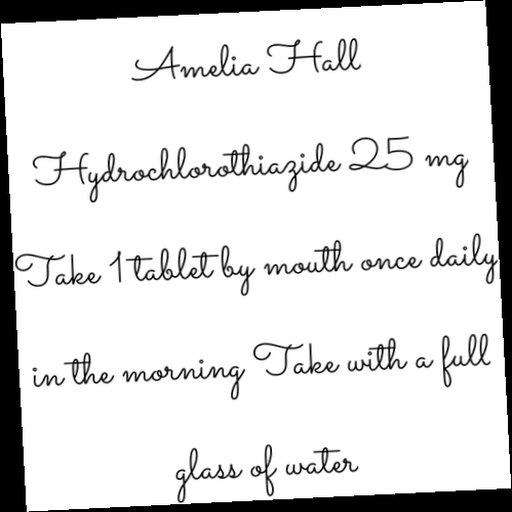 Amelia Hall
Hydrochlorothiazide 25 mg
Take 1 tablet by mouth once daily
in the morning Take with a full
glass of water